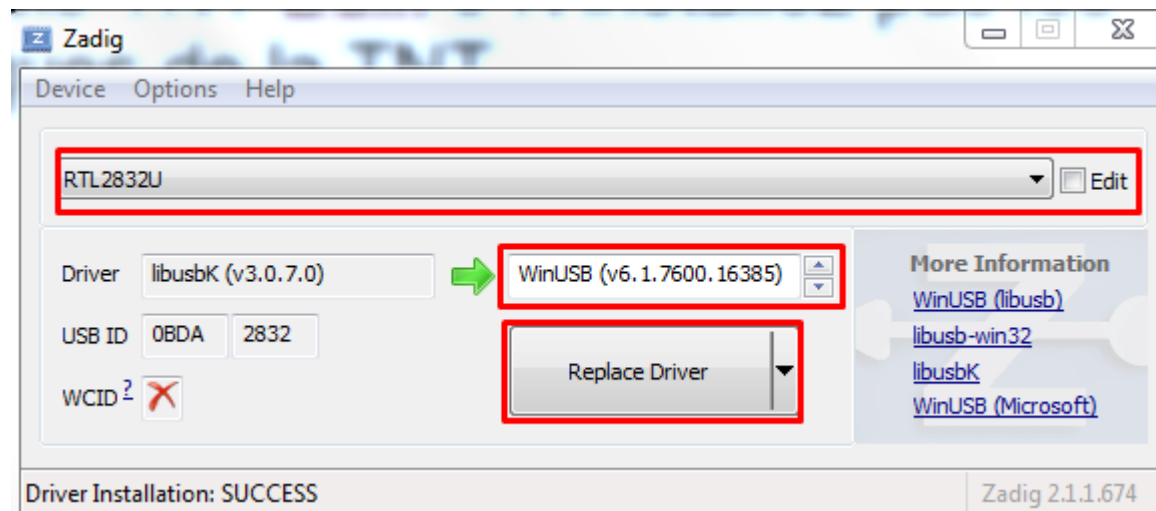 Zadig
Device Options Help
RTL2832U
Edit
Driver libusbK (v3.0.7.0) WinUSB (v6.1.7600.16385)
USB ID 0BDA 2832
WCID ?
Replace Driver
More Information
WinUSB (libusb)
libusb-win32
libusbK
WinUSB (Microsoft)
Driver Installation: SUCCESS
Zadig 2.1.1.674